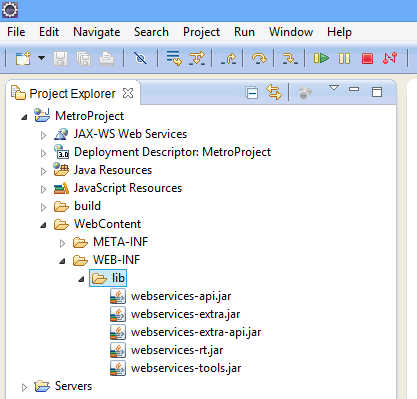 File Edit Navigate Search Project Run Window Help
Project Explorer
MetroProject
JAX-WS Web Services
3.0 Deployment Descriptor: MetroProject
Java Resources
JavaScript Resources
build
WebContent
META-INF
WEB-INF
lib
webservices-api.jar
webservices-extra.jar
webservices-extra-api.jar
webservices-rt.jar
webservices-tools.jar
Servers